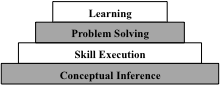 Learning
Problem Solving
Skill Execution
Conceptual Inference